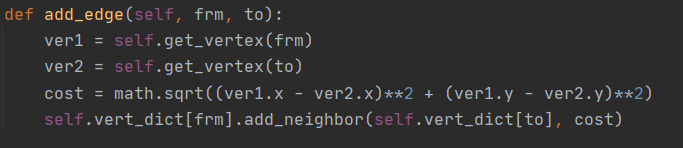 def add_edge(self, frm, to):
    ver1 = self.get_vertex(frm)
    ver2 = self.get_vertex(to)
    cost = math.sqrt((ver1.x - ver2.x)**2 + (ver1.y - ver2.y)**2)
    self.vert_dict[frm].add_neighbor(self.vert_dict[to], cost)